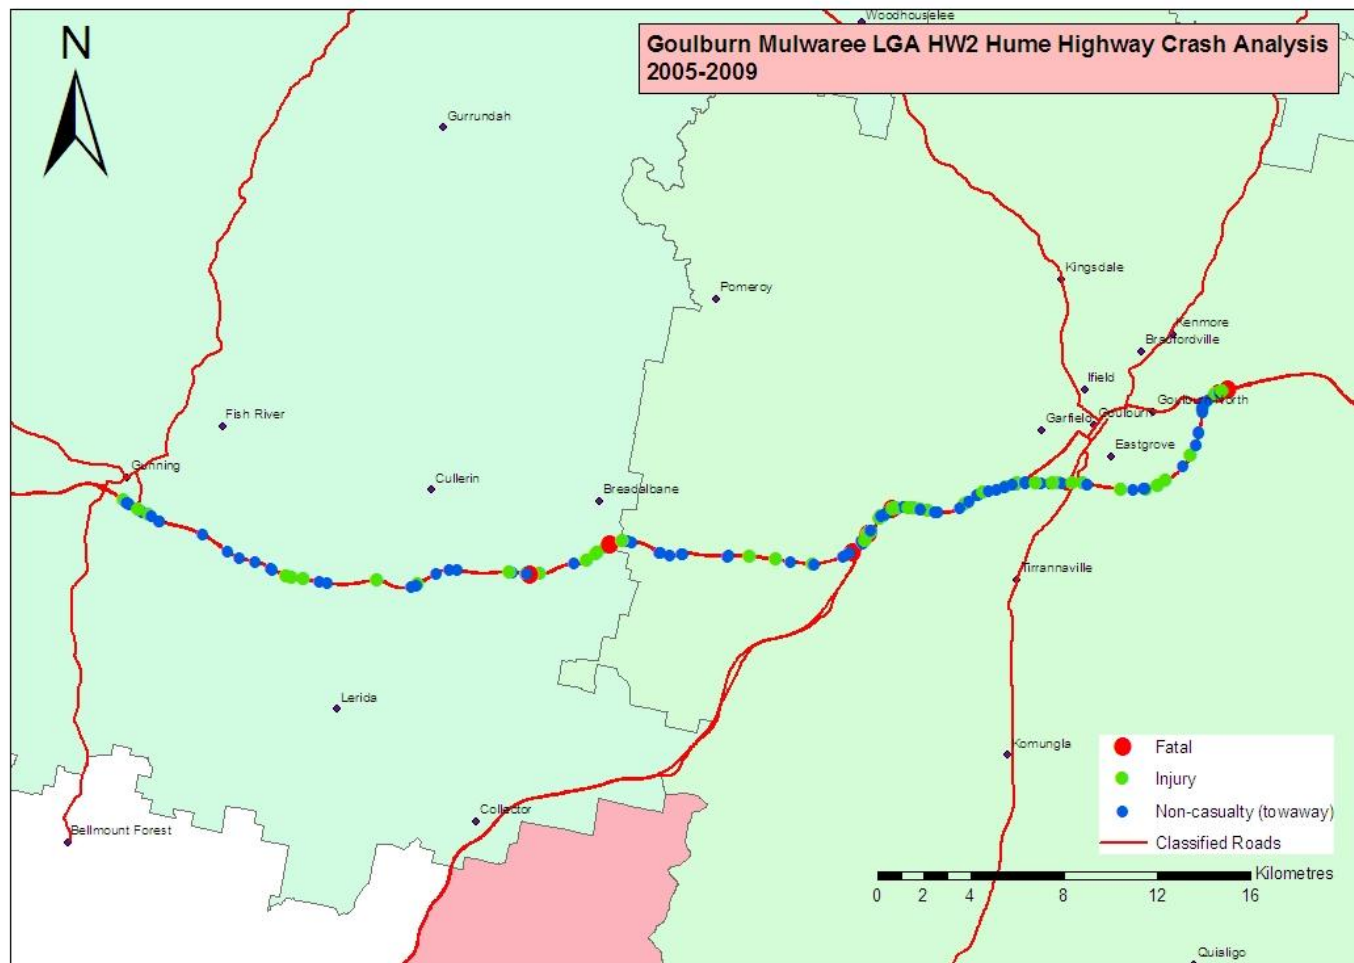 Woodhouselee
Goulburn Mulwaree LGA HW2 Hume Highway Crash Analysis
2005-2009
N
Gurrundah
Kingsdale
Pomeroy
Kenmore
Bradfordville
Ifield
Goulburn North
Fish River
Garfield
Goulburn
Eastgrove
Gunning
Cullerin
Breadalbane
Tirrannaville
Lerida
Komungla
Fatal
Injury
Non-casualty (towaway)
Classified Roads
Collector
Bellmount Forest
Kilometres
0 2 4 8 12 16
Quialigo